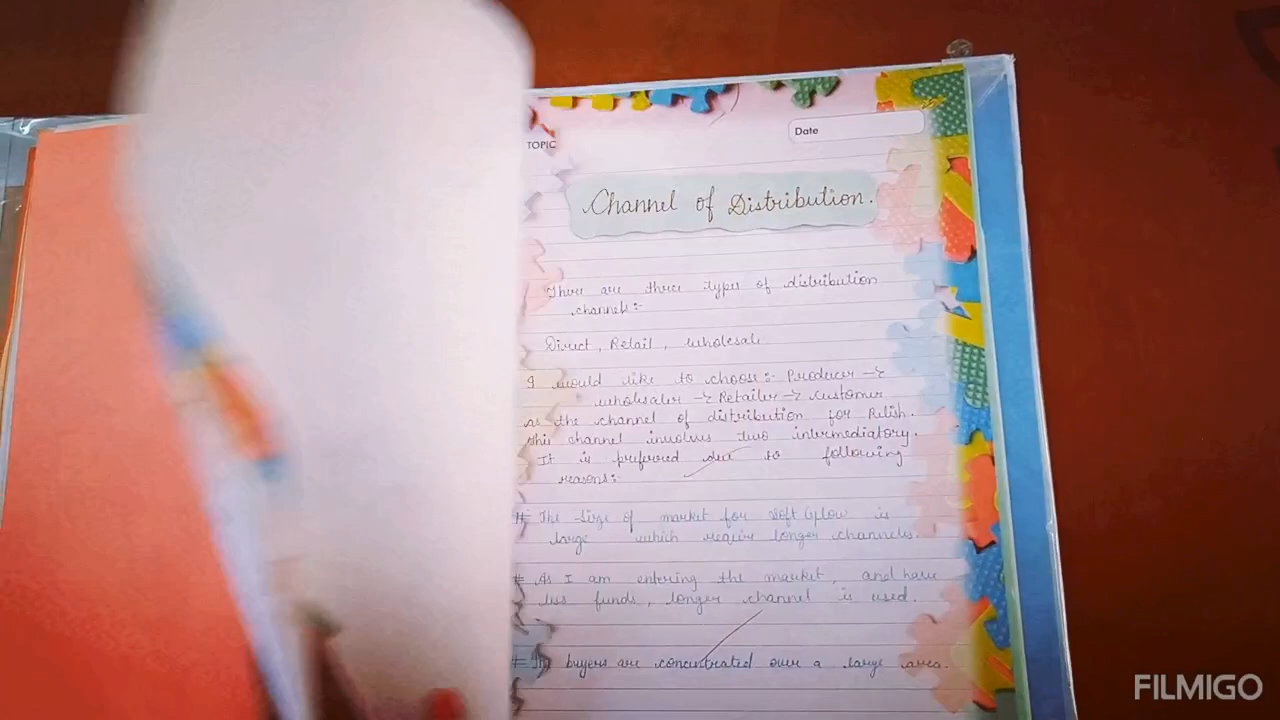 TOPIC
Date
Channel of Distribution.
There are three types of distribution
channels:-
Direct, Retail, wholesale
I would like to choose:- Producer ->
wholesaler -> Retailer -> Customer
as the channel of distribution for Relish.
This channel involves two intermediatory.
It is preferred due to following
reasons:-
# The Size of market for Soft Glow is
large which require longer channels.
# As I am entering the market, and have
less funds, longer channel is used.
# The buyers are concentrated over a large area.
FILMIGO